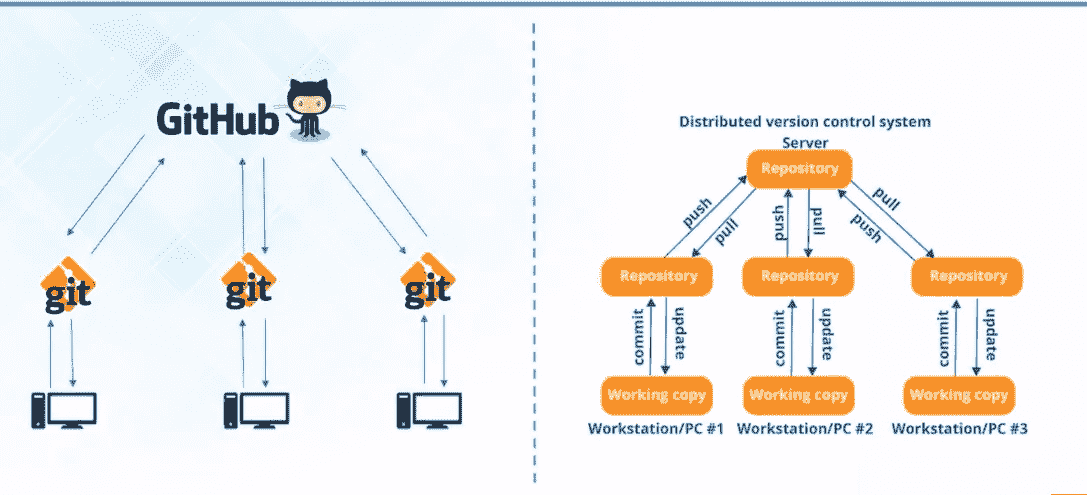 GitHub
git
git
git
Distributed version control system
Server
Repository
push
pull
push
pull
pull
push
Repository
Repository
Repository
commit
update
commit
update
commit
update
Working copy
Working copy
Working copy
Workstation/PC #1
Workstation/PC #2
Workstation/PC #3